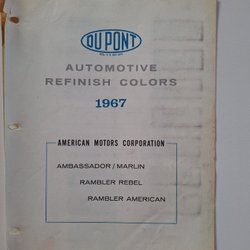 DU PONT
AUTOMOTIVE
REFINISH COLORS
1967
AMERICAN MOTORS CORPORATION
AMBASSADOR/MARLIN
RAMBLER REBEL
RAMBLER AMERICAN